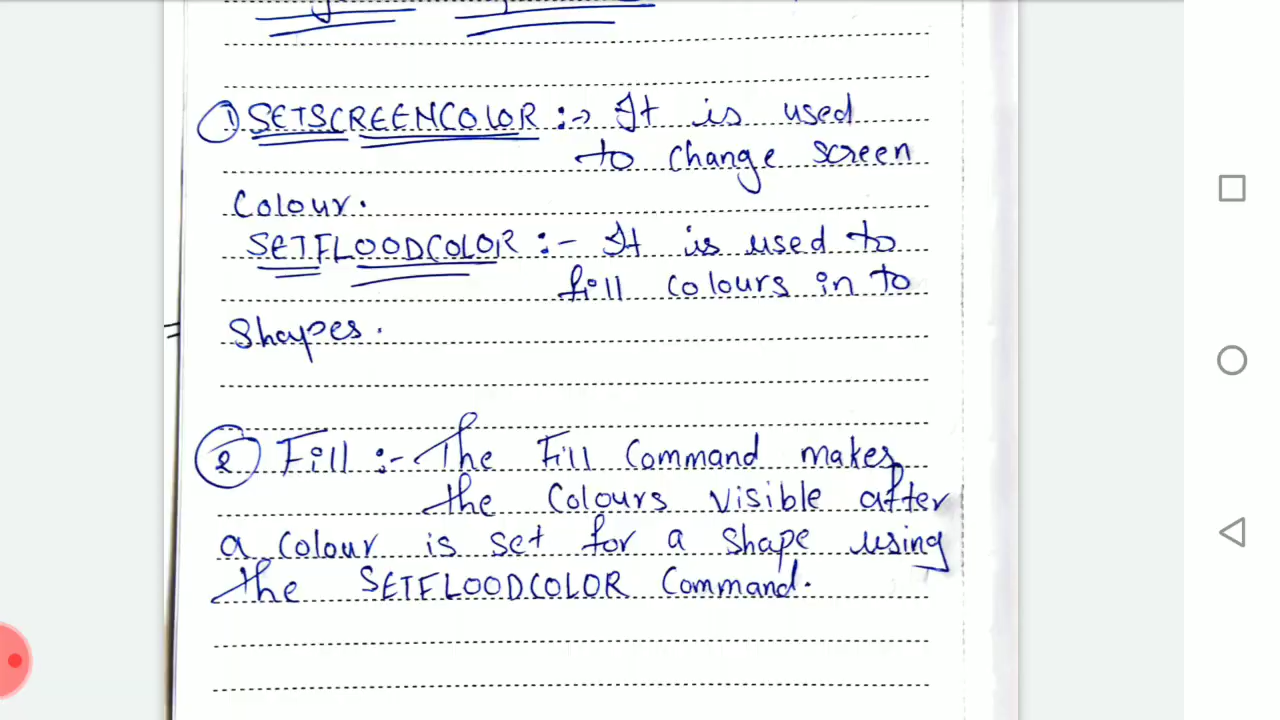 ① SETSCREENCOLOR :→ It is used
to change screen
Colour.
SETFLOODCOLOR :- It is used to
fill colours in to
Shapes.
② Fill :- The Fill Command makes
the Colours visible after
a colour is set for a shape using
the SETFLOODCOLOR Command.